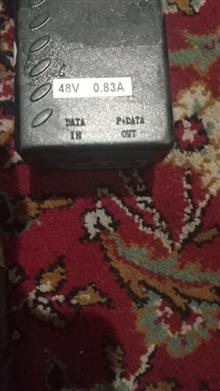 48V 0.83A
DATA P+DATA
IN OUT